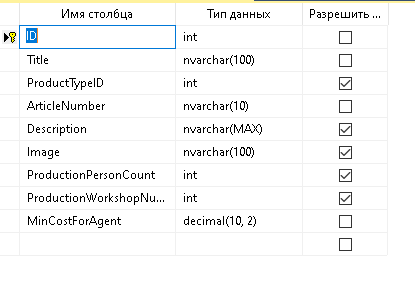 Имя столбца Тип данных Разрешить ...
ID int
Title nvarchar(100)
ProductTypeID int
ArticleNumber nvarchar(10)
Description nvarchar(MAX)
Image nvarchar(100)
ProductionPersonCount int
ProductionWorkshopNu... int
MinCostForAgent decimal(10, 2)